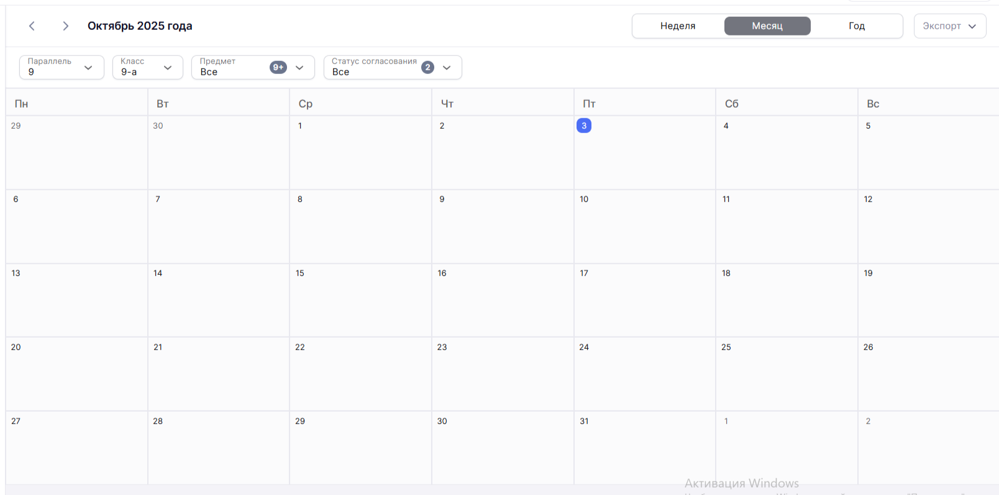 Октябрь 2025 года
Неделя Месяц Год Экспорт
Параллель Класс Предмет Статус согласования
9 9-а Все 9+ Все 2
Пн Вт Ср Чт Пт Сб Вс
29 30 1 2 3 4 5
6 7 8 9 10 11 12
13 14 15 16 17 18 19
20 21 22 23 24 25 26
27 28 29 30 31 1 2
Активация Windows